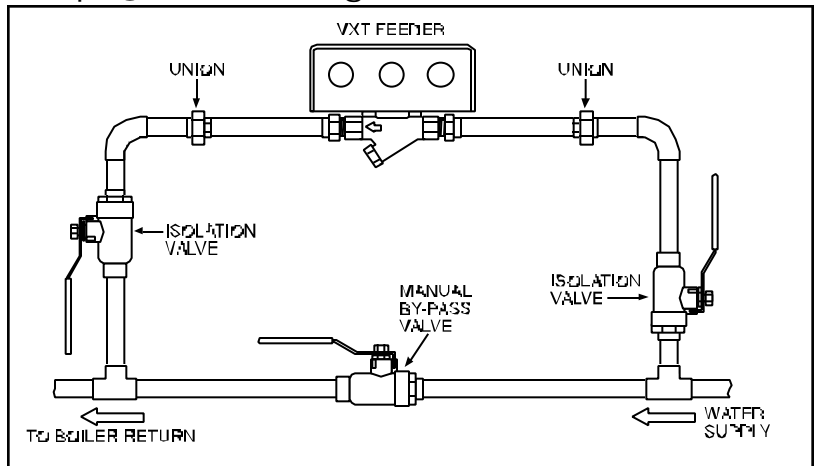 VXT FEEDER
UNION
UNION
ISOLATION
VALVE
ISOLATION
VALVE
MANUAL
BY-PASS
VALVE
TO BOILER RETURN
WATER
SUPPLY